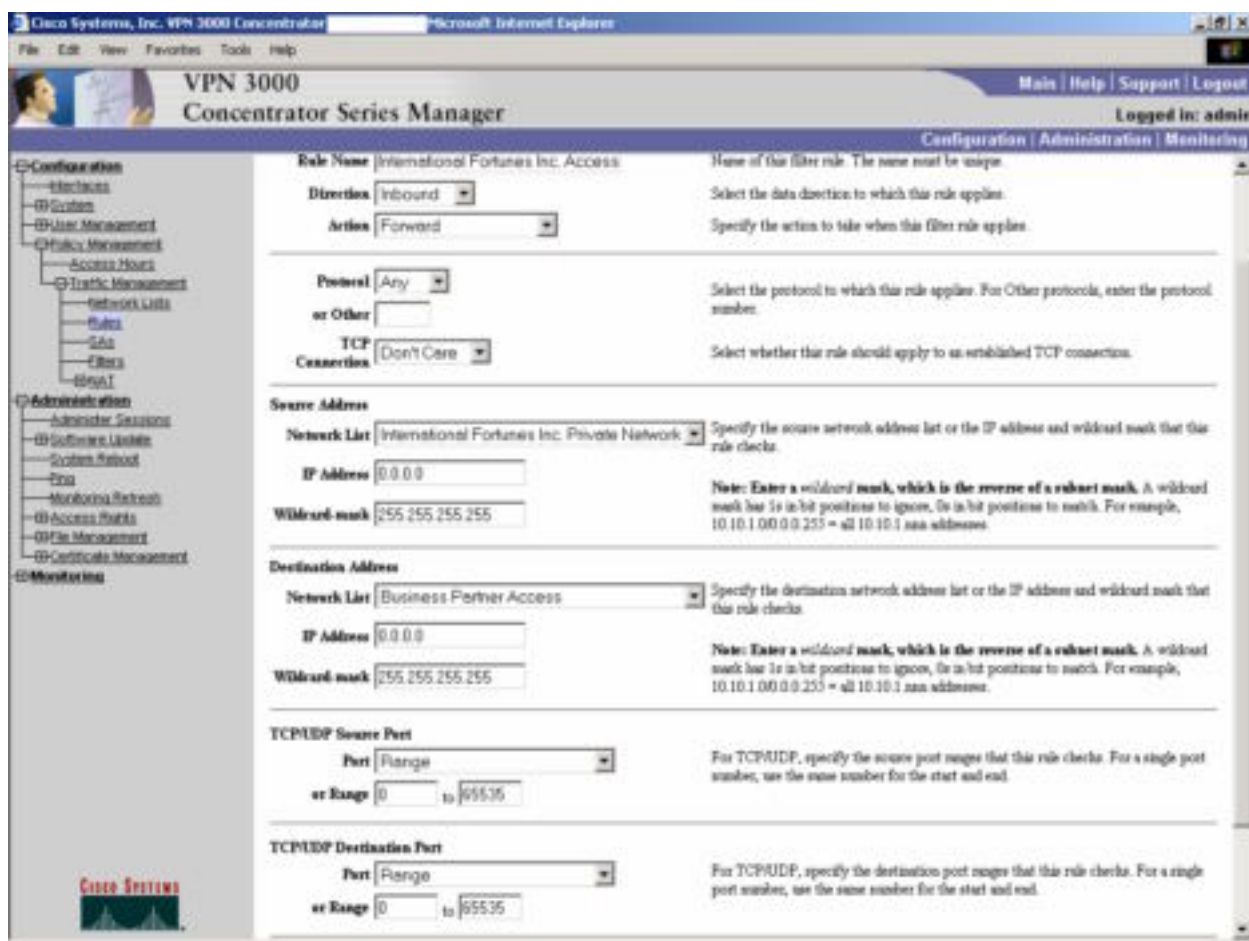 Cisco Systems, Inc. VPN 3000 Concentrator Microsoft Internet Explorer
File Edit View Favorites Tools Help
VPN 3000
Concentrator Series Manager
Main | Help | Support | Logout
Logged in: admin
Configuration | Administration | Monitoring
Configuration
Interfaces
System
User Management
Policy Management
Access Hours
Traffic Management
Network Lists
Rules
SAs
Filters
NAT
Administration
Administer Sessions
Software Update
System Reboot
Ping
Monitoring Refresh
Access Rights
File Management
Certificate Management
Monitoring
CISCO SYSTEMS
Rule Name International Fortunes Inc. Access Name of this filter rule. The name must be unique.
Direction Inbound Select the data direction to which this rule applies.
Action Forward Specify the action to take when this filter rule applies.
Protocol Any Select the protocol to which this rule applies. For Other protocols, enter the protocol
or Other number.
TCP
Connection Don't Care Select whether this rule should apply to an established TCP connection.
Source Address
Network List International Fortunes Inc. Private Network Specify the source network address list or the IP address and wildcard mask that this
rule checks.
IP Address 0.0.0.0
Note: Enter a wildcard mask, which is the reverse of a subnet mask. A wildcard
Wildcard-mask 255.255.255.255 mask has 1s in bit positions to ignore, 0s in bit positions to match. For example,
10.10.1.0/0.0.0.255 = all 10.10.1.nnn addresses.
Destination Address
Network List Business Partner Access Specify the destination network address list or the IP address and wildcard mask that
this rule checks.
IP Address 0.0.0.0
Note: Enter a wildcard mask, which is the reverse of a subnet mask. A wildcard
Wildcard-mask 255.255.255.255 mask has 1s in bit positions to ignore, 0s in bit positions to match. For example,
10.10.1.0/0.0.0.255 = all 10.10.1.nnn addresses.
TCP/UDP Source Port
Port Range For TCP/UDP, specify the source port ranges that this rule checks. For a single port
number, use the same number for the start and end.
or Range 0 to 65535
TCP/UDP Destination Port
Port Range For TCP/UDP, specify the destination port ranges that this rule checks. For a single
port number, use the same number for the start and end.
or Range 0 to 65535